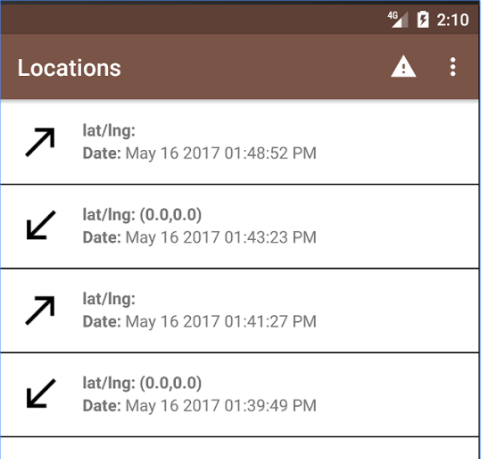 4G 2:10
Locations
lat/lng:
Date: May 16 2017 01:48:52 PM
lat/lng: (0.0,0.0)
Date: May 16 2017 01:43:23 PM
lat/lng:
Date: May 16 2017 01:41:27 PM
lat/lng: (0.0,0.0)
Date: May 16 2017 01:39:49 PM